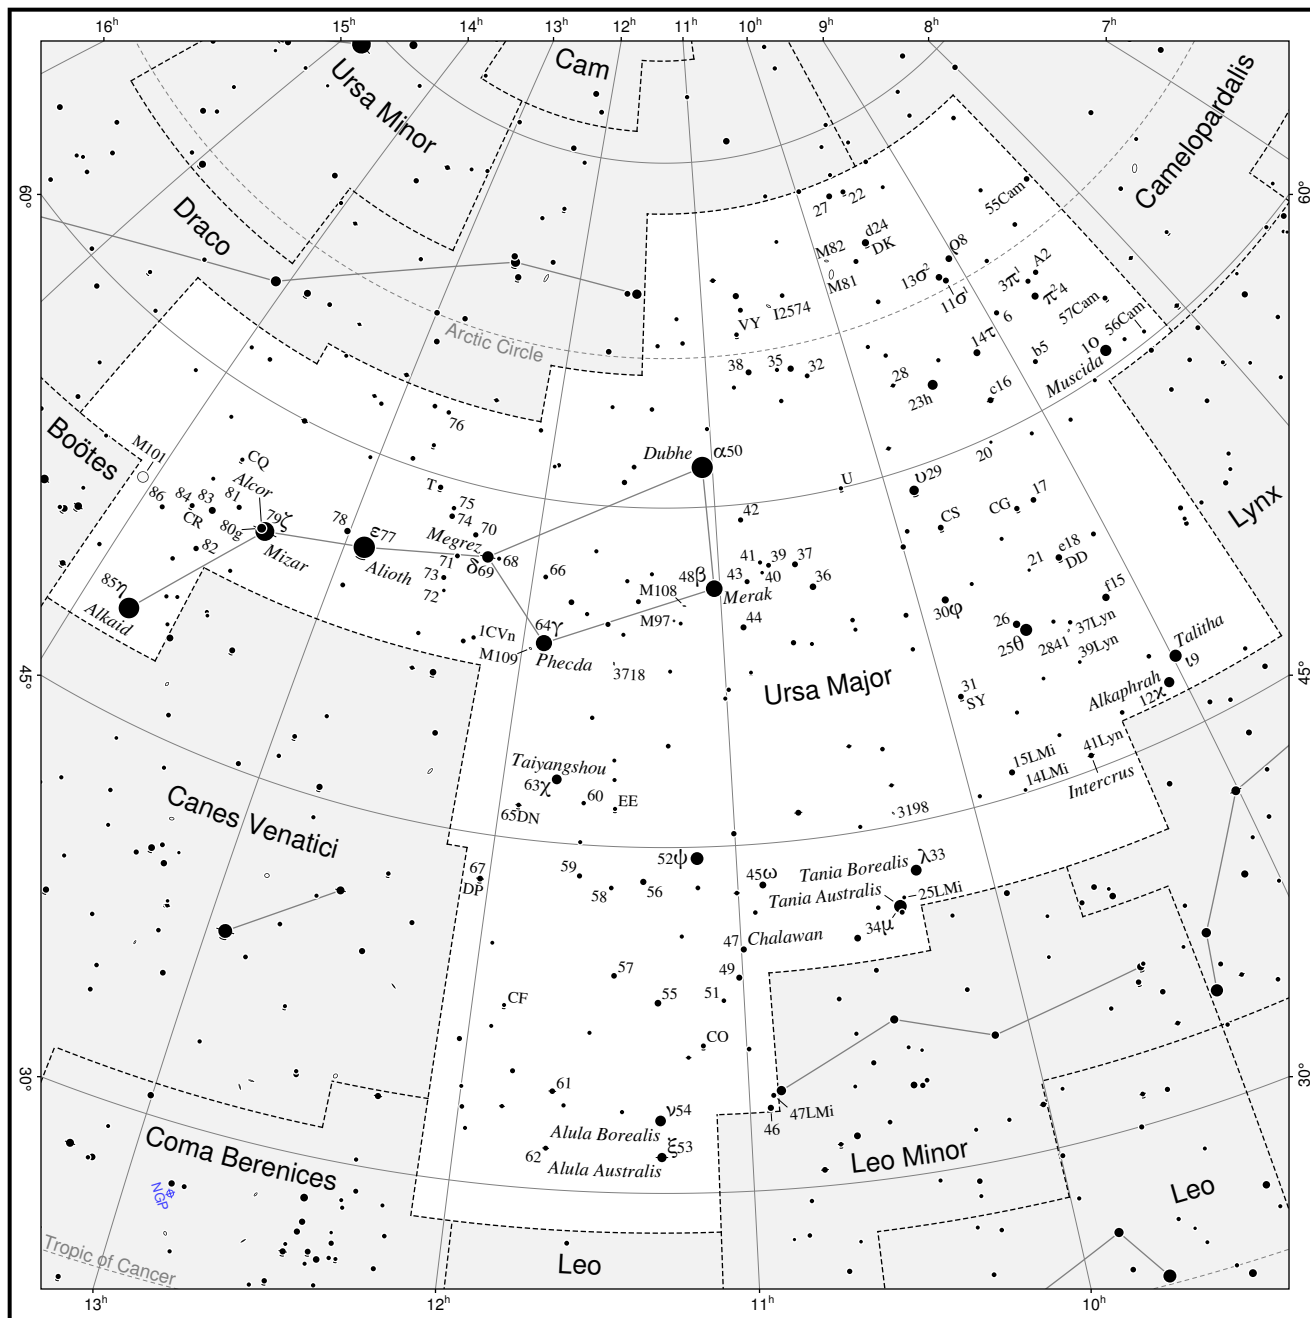 16h 15h 14h 13h 12h 11h 10h 9h 8h 7h
Cam
Ursa Minor
Camelopardalis
60°
60°
Draco
55Cam
27
22
d24
DK
M82
M81
ρ8
13σ²
11σ¹
A2
3π¹
π²4
57Cam
56Cam
I2574
VY
6
14τ
b5
1ο
Muscida
Arctic Circle
38
35
32
28
23h
c16
76
Boötes
M101
CQ
Alcor
Dubhe
α50
20
T
U
υ29
17
CG
Lynx
86
84
83
81
CR
80g
79ζ
Mizar
78
ε77
Alioth
75
74
70
Megrez
71
δ69
68
42
CS
82
73
72
66
41
39
37
43
40
36
21
e18
DD
48β
Merak
M108
85η
Alkaid
f15
30φ
M97
44
26
25θ
2841
37Lyn
39Lyn
Talitha
ι9
1CVn
M109
64γ
Phecda
3718
45°
45°
Ursa Major
31
SY
Alkaphrah
12κ
Taiyangshou
63χ
65DN
60
EE
15LMi
14LMi
41Lyn
Intercrus
Canes Venatici
3198
52ψ
67
DP
59
58
56
45ω
Tania Borealis
λ33
Tania Australis
25LMi
34μ
47
Chalawan
57
49
CF
55
51
CO
30°
30°
61
ν54
Alula Borealis
ξ53
62
Alula Australis
47LMi
46
Coma Berenices
Leo Minor
NGP
Leo
Leo
Tropic of Cancer
13h 12h 11h 10h